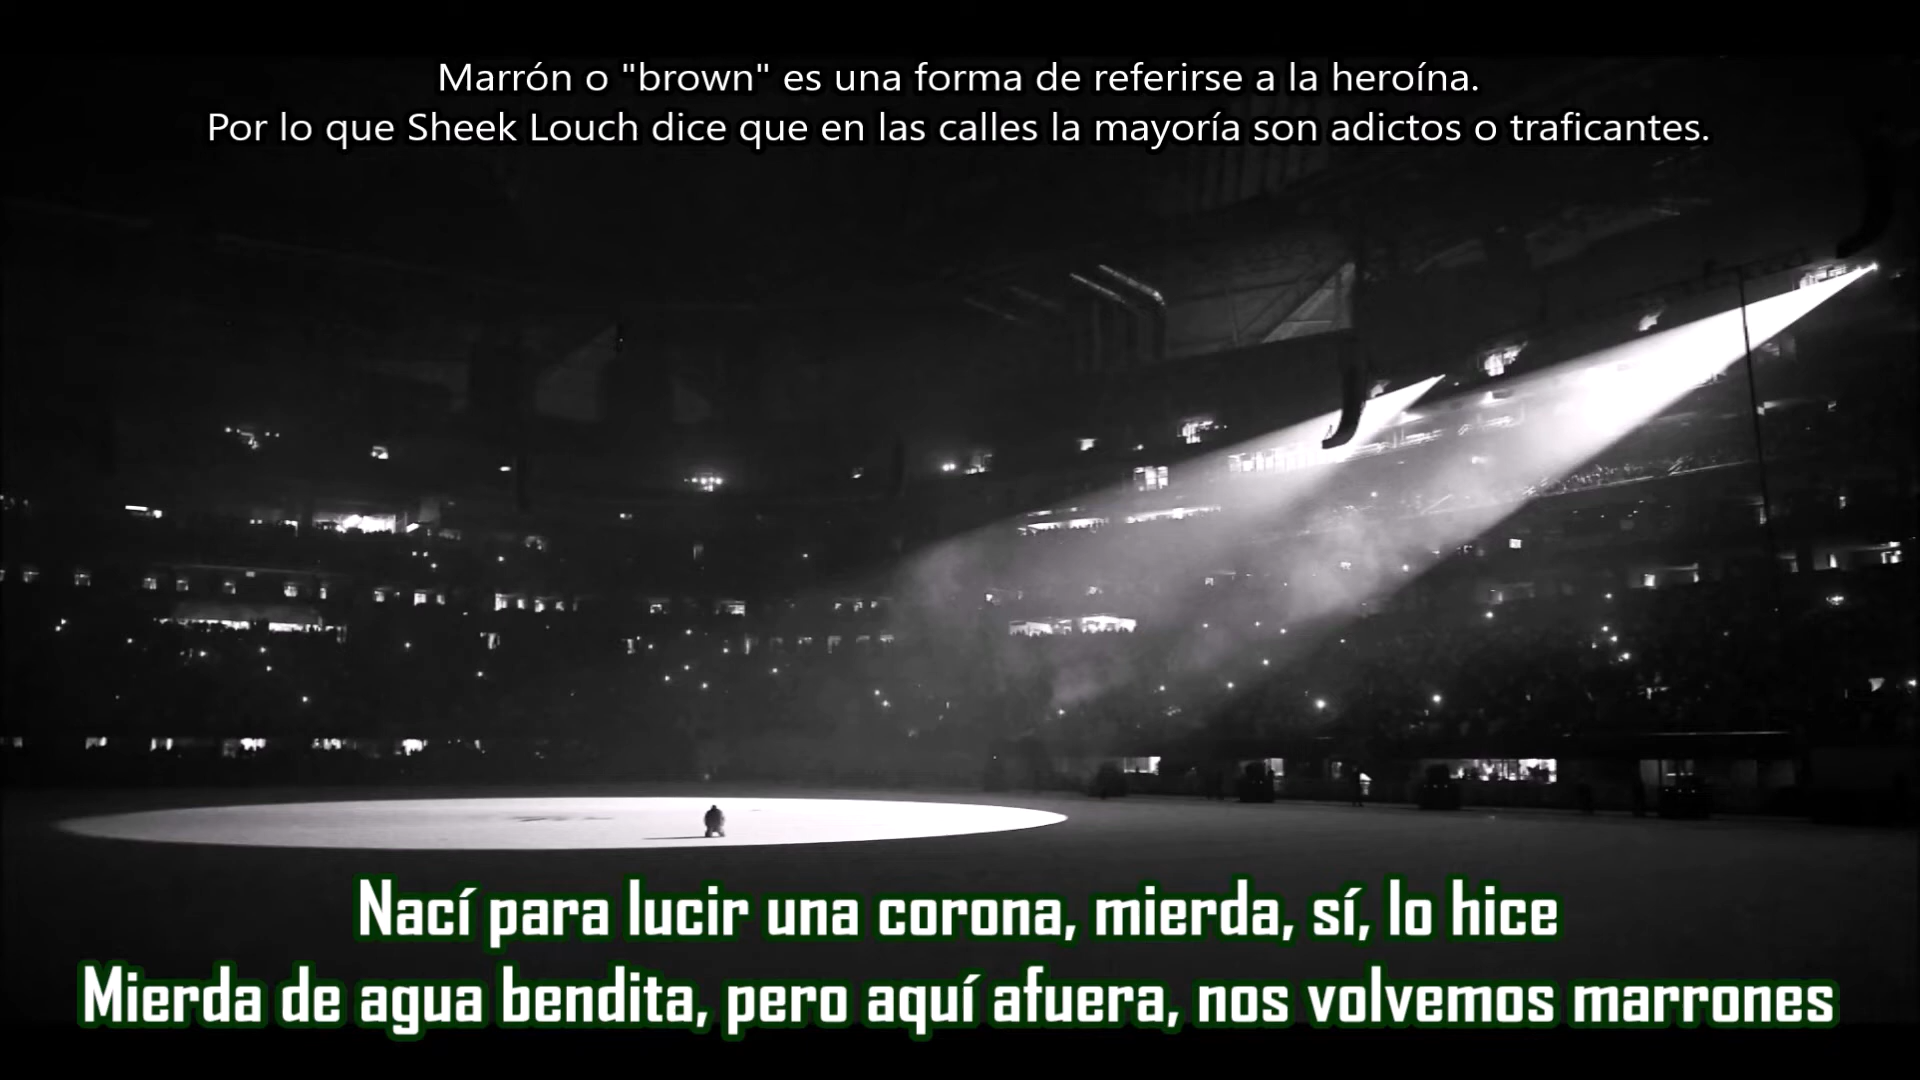 Marrón o "brown" es una forma de referirse a la heroína.
Por lo que Sheek Louch dice que en las calles la mayoría son adictos o traficantes.
Nací para lucir una corona, mierda, sí, lo hice
Mierda de agua bendita, pero aquí afuera, nos volvemos marrones